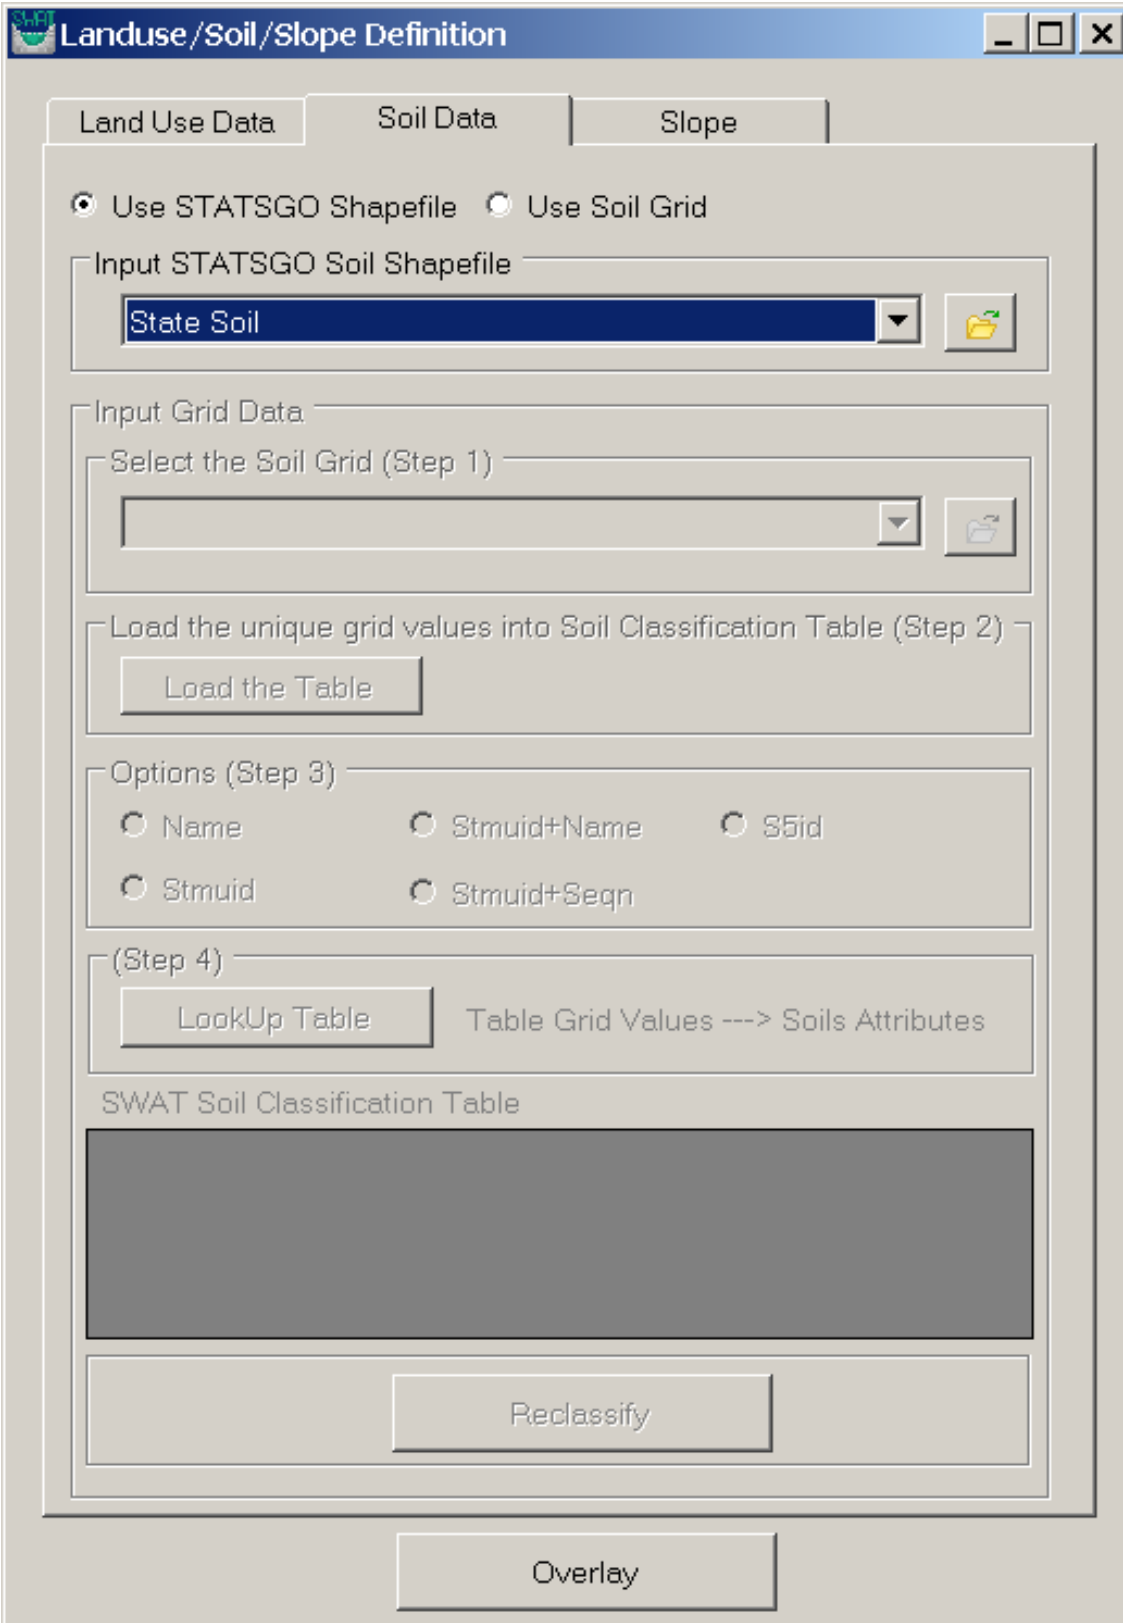 SWAT
Landuse/Soil/Slope Definition
Land Use Data Soil Data Slope
Use STATSGO Shapefile Use Soil Grid
Input STATSGO Soil Shapefile
State Soil
Input Grid Data
Select the Soil Grid (Step 1)
Load the unique grid values into Soil Classification Table (Step 2)
Load the Table
Options (Step 3)
Name Stmuid+Name S5id
Stmuid Stmuid+Seqn
(Step 4)
LookUp Table Table Grid Values ---> Soils Attributes
SWAT Soil Classification Table
Reclassify
Overlay